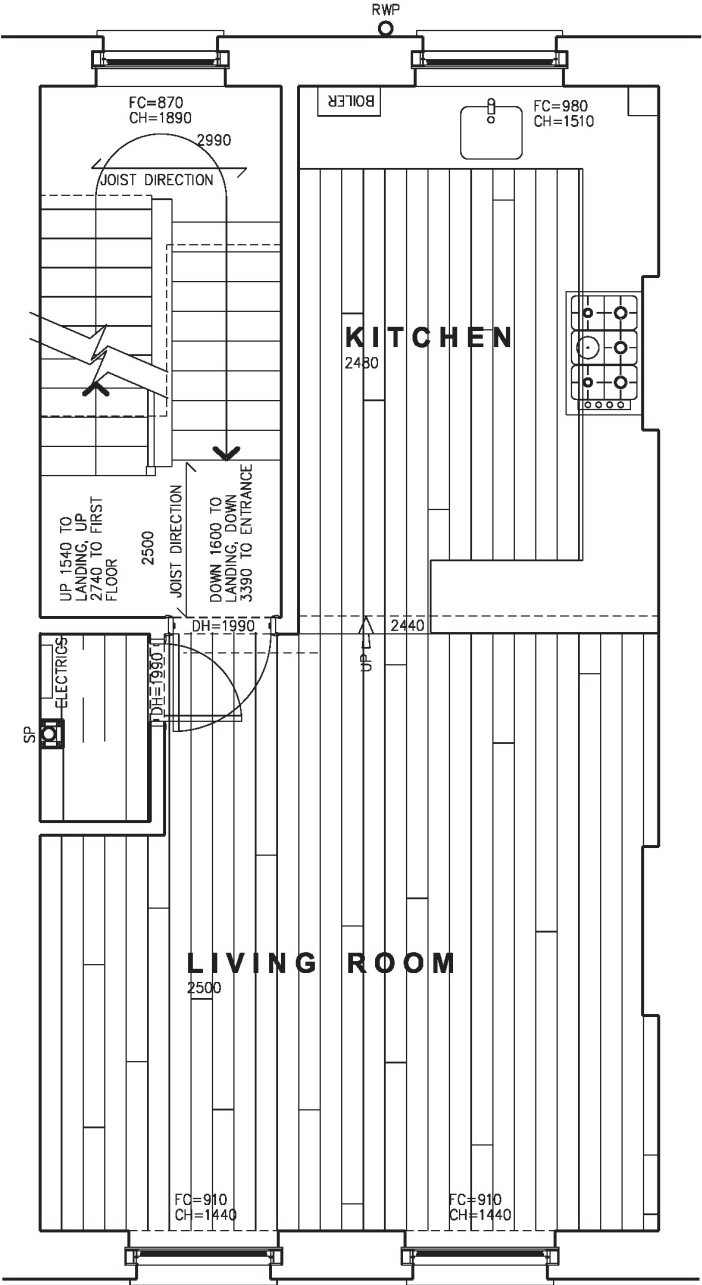 RWP
FC=870
CH=1890
2990
JOIST DIRECTION
BOILER
FC=980
CH=1510
KITCHEN
2480
UP 1540 TO
LANDING, UP
2740 TO FIRST
FLOOR
2500
JOIST DIRECTION
DOWN 1600 TO
LANDING, DOWN
3390 TO ENTRANCE
DH=1990
2440
UP
ELECTRICS
DH=1990
SP
LIVING ROOM
2500
FC=910
CH=1440
FC=910
CH=1440